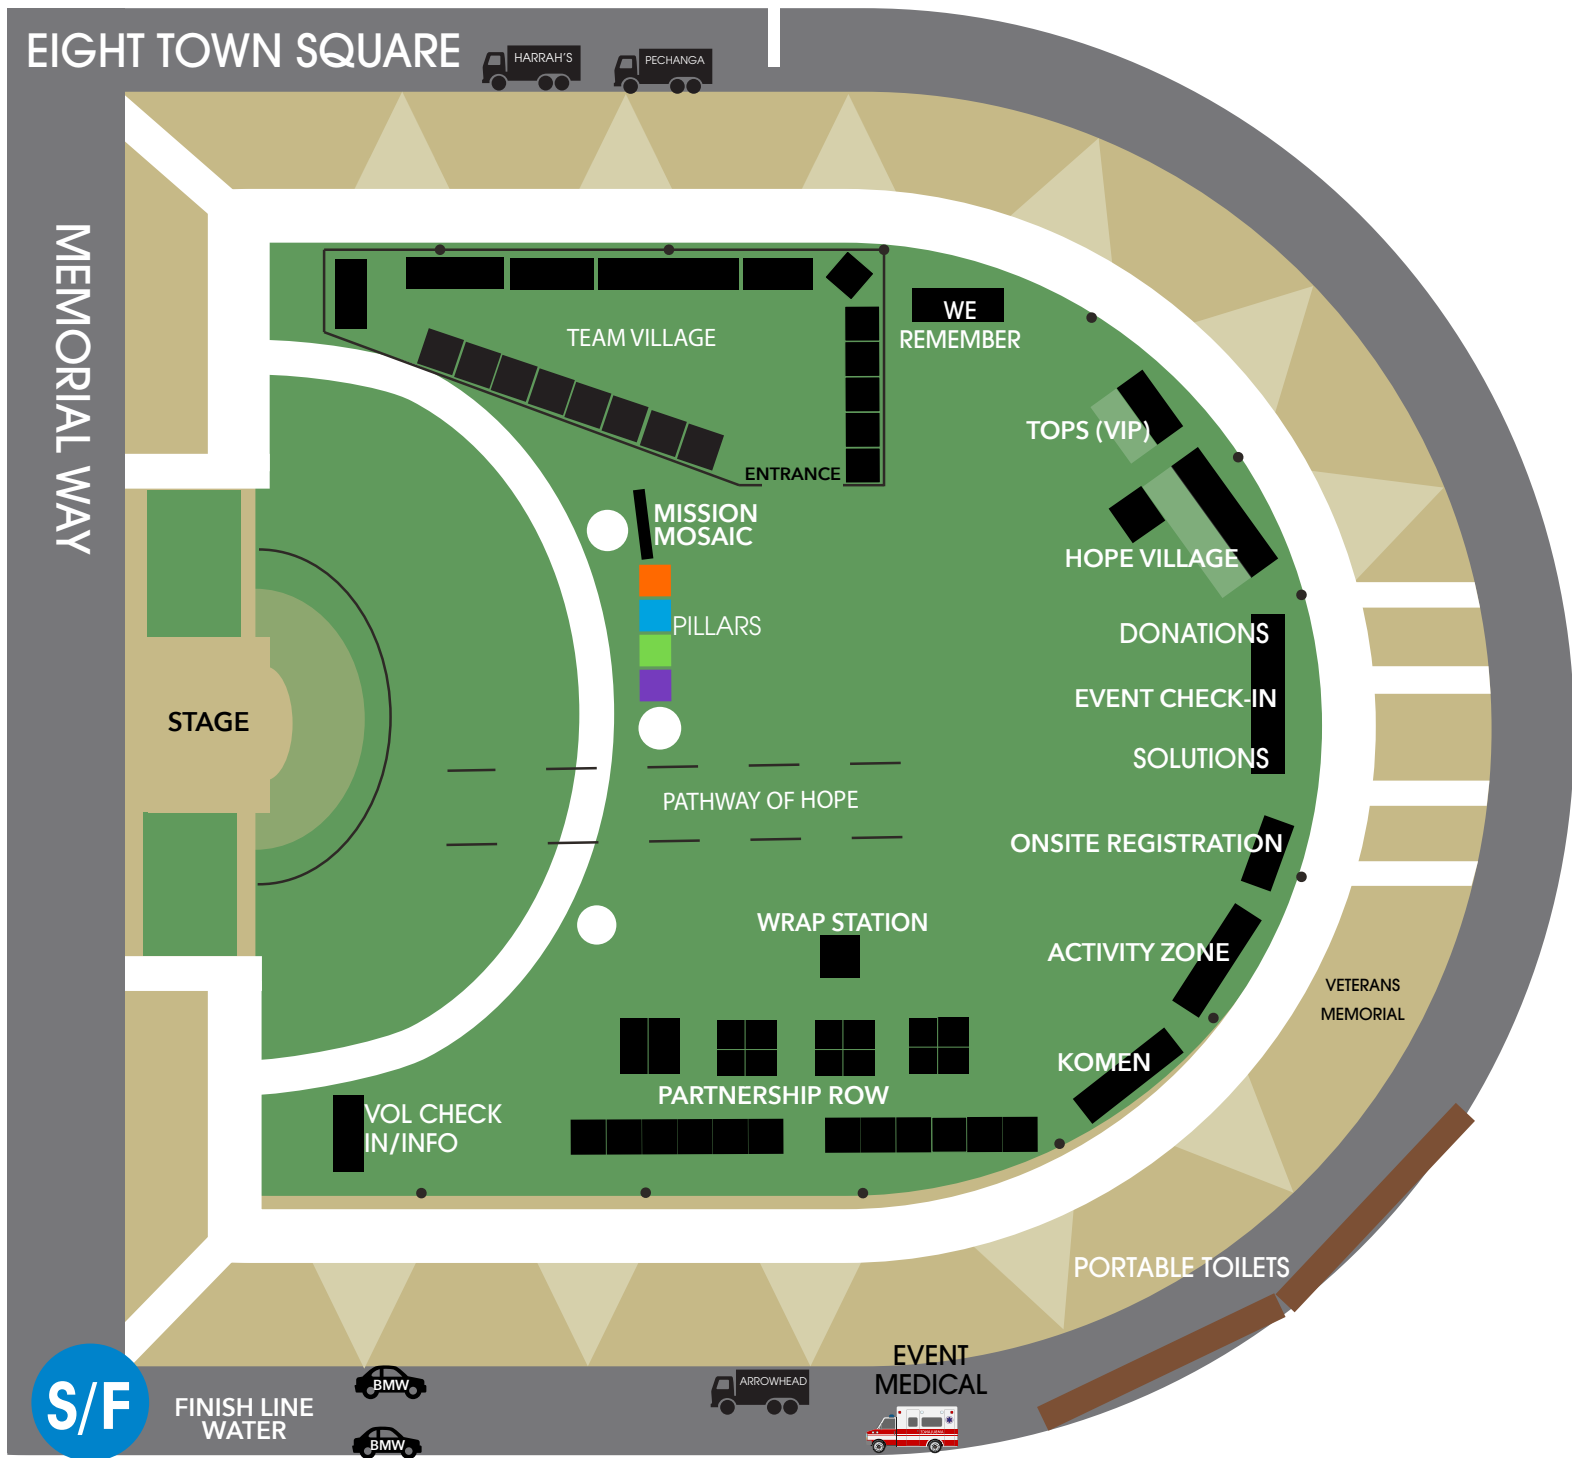 EIGHT TOWN SQUARE
HARRAH'S
PECHANGA
MEMORIAL WAY
TEAM VILLAGE
WE
REMEMBER
TOPS (VIP)
ENTRANCE
MISSION
MOSAIC
HOPE VILLAGE
PILLARS
DONATIONS
EVENT CHECK-IN
STAGE
SOLUTIONS
PATHWAY OF HOPE
ONSITE REGISTRATION
WRAP STATION
ACTIVITY ZONE
VETERANS
MEMORIAL
KOMEN
PARTNERSHIP ROW
VOL CHECK
IN/INFO
PORTABLE TOILETS
EVENT
MEDICAL
S/F
FINISH LINE
WATER
BMW
BMW
ARROWHEAD